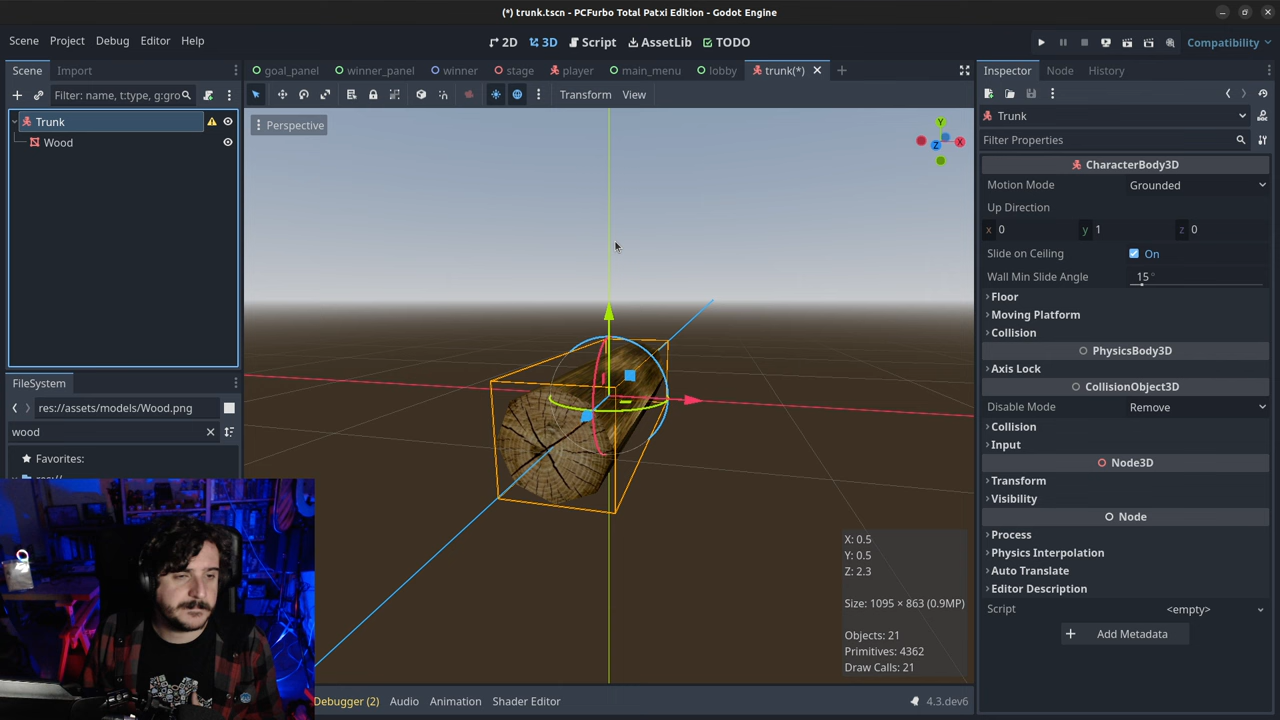 (*) trunk.tscn - PCFurbo Total Patxi Edition - Godot Engine
Scene Project Debug Editor Help
2D 3D Script AssetLib TODO
Compatibility
Scene Import
goal_panel winner_panel winner stage player main_menu lobby trunk(*)
Inspector Node History
Filter: name, t:type, g:gro
Transform View
Trunk
Wood
Perspective
Y
X
Z
Trunk
Filter Properties
CharacterBody3D
Motion Mode Grounded
Up Direction
x 0 y 1 z 0
Slide on Ceiling On
Wall Min Slide Angle 15 °
Floor
Moving Platform
Collision
PhysicsBody3D
Axis Lock
CollisionObject3D
Disable Mode Remove
Collision
Input
Node3D
Transform
Visibility
Node
Process
Physics Interpolation
Auto Translate
Editor Description
Script <empty>
Add Metadata
FileSystem
res://assets/models/Wood.png
wood
Favorites:
X: 0.5
Y: 0.5
Z: 2.3
Size: 1095 × 863 (0.9MP)
Objects: 21
Primitives: 4362
Draw Calls: 21
Debugger (2) Audio Animation Shader Editor
4.3.dev6